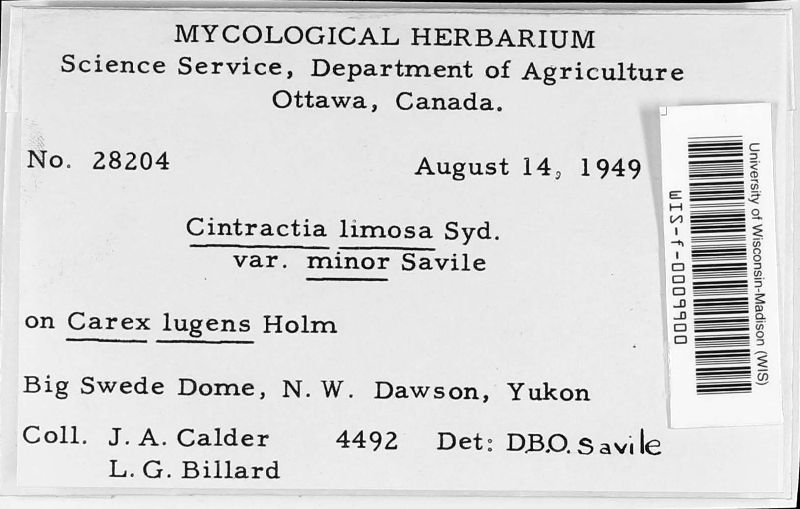 MYCOLOGICAL HERBARIUM
Science Service, Department of Agriculture
Ottawa, Canada.
No. 28204 August 14, 1949
Cintractia limosa Syd.
var. minor Savile
on Carex lugens Holm
Big Swede Dome, N. W. Dawson, Yukon
Coll. J. A. Calder 4492 Det: D.B.O. Savile
L. G. Billard
University of Wisconsin-Madison (WIS)
WIS-f-0009900